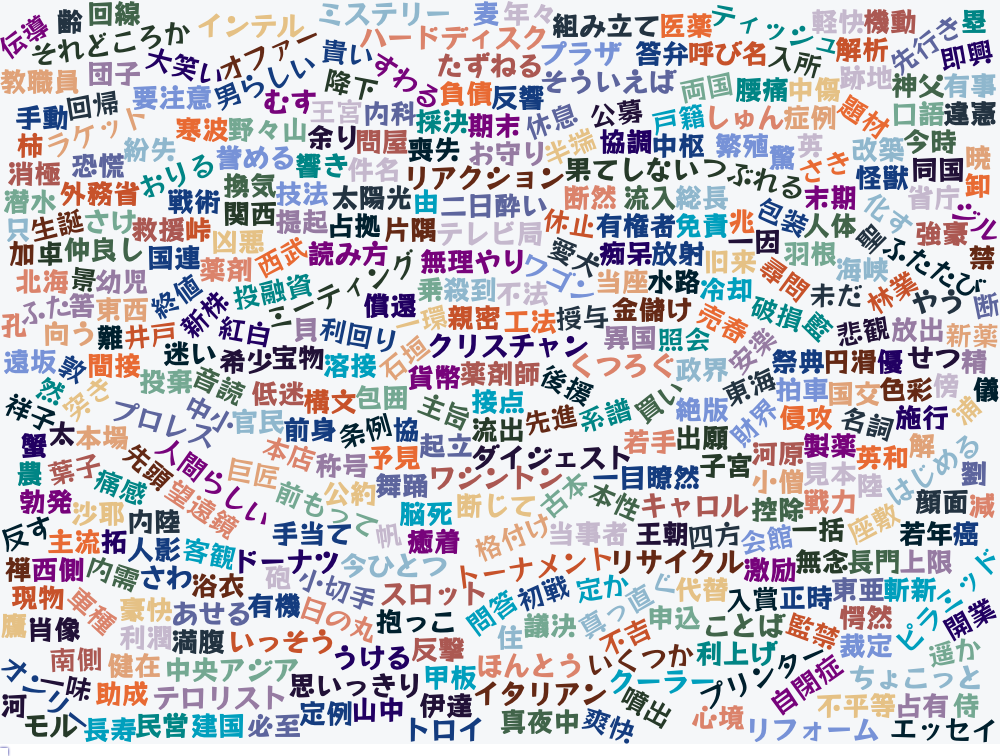 伝導 齢 回線 インテル ミステリー 麦 年々 組み立て 医薬 ティッシュ 軽快 機動 先行き 塁
それどころか 大笑い オファー 貴い ハードディスク プラザ 答弁 呼び名 入所 解析 即興
教職員 団子 男らしい 降下 すわる たずねる そういえば 両国 腰痛 中傷 跡地 神父 有事
手動 回帰 要注意 むす 王宮 内科 負債 反響 休息 公募 戸籍 しゅん 症例 題材 口語 違憲
柿 ラケット 寒波 野々山 余り 問屋 採決 期末 喪失 お守り 半端 協調 中枢 繁殖 驚 英 さき 改築 今時 暁
消極 恐慌 紛失 おりる 誉める 響き 件名 リアクション 果てしない つぶれる 末期 怪獣 同国 卸
潜水 外務省 戦術 換気 技法 太陽光 由 二日酔い 断然 流入 総長 包装 人体 化す 省庁 ビル
只 生誕 さけ 救援 峠 関西 提起 占拠 片隅 テレビ局 休止 有権者 免責 兆 強豪
加 卓 仲良し 国連 凶悪 薬剤 西武 読み方 無理やり ワゴン 愛犬 痴呆 放射 一因 羽根 ふたたび 禁
北海 景 幼児 終値 投融資 ミーティング 乗 殺到 不法 当座 水路 旧来 冷却 尋問 未だ 海峡 林業 やう 断
孔 ふた 答 東西 新株 紅白 償還 一環 親密 工法 授与 金儲け 売春 破損 藍 悲観 放出 新薬
向う 難 井戸 貝 利回り 石垣 クリスチャン 異国 照会 安楽
遠坂 敦 間接 迷い 希少 宝物 溶接 貨幣 薬剤師 後援 くつろぐ 政界 東海 祭典 円滑 優 せつ 精
然 突き 投棄 音読 低迷 構文 包囲 主旨 接点 先進 系譜 買い 絶版 財界 拍車 国交 色彩 傍 儀
祥子 太 本場 プロレス 中小 官民 前身 条例 協 起立 流出 若手 出願 侵攻 名詞 施行 浦
蟹 先頭 人間らしい 巨匠 本店 称号 予見 ダイジェスト 子宮 河原 製薬 英和 解 はじめる
農 葉子 痛感 望遠鏡 前もって 公約 舞踊 ワシントン 一目瞭然 小僧 見本 陸 劉
勃発 沙耶 内陸 脳死 断じて 古本 本性 キャロル 控除 戦力 顔面 減
反す 主流 拓 人影 客観 手当て 帆 癒着 格付け 当事者 王朝 四方 会館 一括 座敷 若年 癌
禅 西側 内需 さわ 浴衣 ドーナツ 今ひとつ トーナメント リサイクル 激励 無念 長門 上限
現物 車種 豪快 あせる 有機 砲 小切手 スロット 問答 初戦 定か 真っ直ぐ 代替 入賞 正時 東亜 斬新 ピラミッド
鷹 肖像 利潤 満腹 いっそう 日の丸 抱っこ 住 議決 不吉 申込 ことば 監禁 愕然 裁定 開業
南側 健在 中央アジア うける 反撃 ほんとう いくつか 利上げ 遥か
オンリー 一味 助成 テロリスト 思いっきり 甲板 イタリアン クーラー プリンター 自閉症 ちょこっと
河 モル 長寿 民営 建国 必至 定例 山中 伊達 トロイ 真夜中 爽快 噴出 心境 リフォーム 不平等 占有 侍 エッセイ